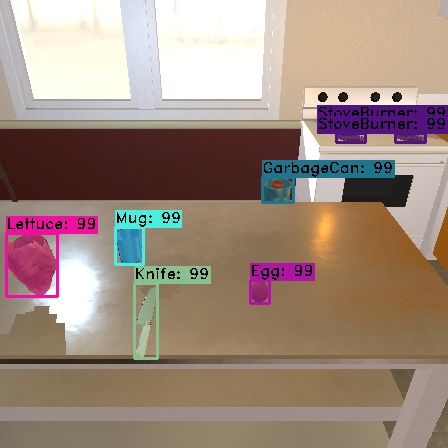 StoveBurner: 99
StoveBurner: 99
GarbageCan: 99
Lettuce: 99
Mug: 99
Knife: 99
Egg: 99